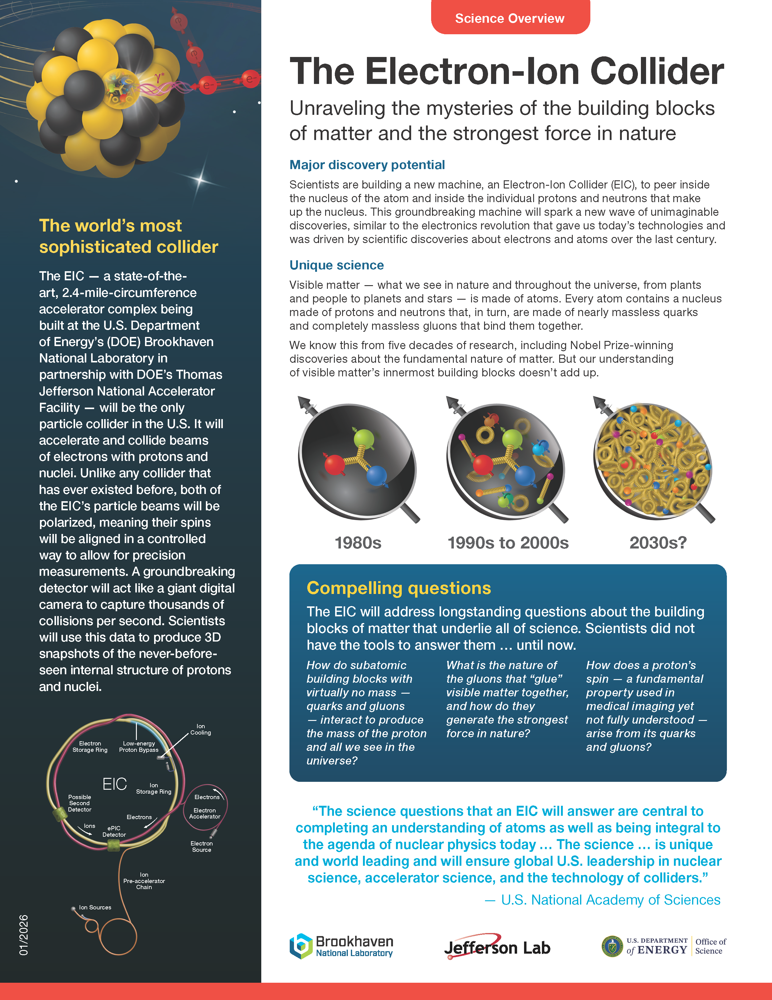 Science Overview
The Electron-Ion Collider
Unraveling the mysteries of the building blocks
of matter and the strongest force in nature
Major discovery potential
Scientists are building a new machine, an Electron-Ion Collider (EIC), to peer inside
the nucleus of the atom and inside the individual protons and neutrons that make
up the nucleus. This groundbreaking machine will spark a new wave of unimaginable
discoveries, similar to the electronics revolution that gave us today's technologies and
was driven by scientific discoveries about electrons and atoms over the last century.
Unique science
Visible matter — what we see in nature and throughout the universe, from plants
and people to planets and stars — is made of atoms. Every atom contains a nucleus
made of protons and neutrons that, in turn, are made of nearly massless quarks
and completely massless gluons that bind them together.
We know this from five decades of research, including Nobel Prize-winning
discoveries about the fundamental nature of matter. But our understanding
of visible matter's innermost building blocks doesn't add up.
1980s
1990s to 2000s
2030s?
Compelling questions
The EIC will address longstanding questions about the building
blocks of matter that underlie all of science. Scientists did not
have the tools to answer them … until now.
How do subatomic
building blocks with
virtually no mass —
quarks and gluons
— interact to produce
the mass of the proton
and all we see in the
universe?
What is the nature of
the gluons that "glue"
visible matter together,
and how do they
generate the strongest
force in nature?
How does a proton's
spin — a fundamental
property used in
medical imaging yet
not fully understood —
arise from its quarks
and gluons?
"The science questions that an EIC will answer are central to
completing an understanding of atoms as well as being integral to
the agenda of nuclear physics today … The science … is unique
and world leading and will ensure global U.S. leadership in nuclear
science, accelerator science, and the technology of colliders."
— U.S. National Academy of Sciences
Brookhaven
National Laboratory
Jefferson Lab
U.S. DEPARTMENT
of ENERGY
Office of
Science
e-
e-
γ*
e-
e-
The world's most
sophisticated collider
The EIC — a state-of-the-
art, 2.4-mile-circumference
accelerator complex being
built at the U.S. Department
of Energy's (DOE) Brookhaven
National Laboratory in
partnership with DOE's Thomas
Jefferson National Accelerator
Facility — will be the only
particle collider in the U.S. It will
accelerate and collide beams
of electrons with protons and
nuclei. Unlike any collider that
has ever existed before, both of
the EIC's particle beams will be
polarized, meaning their spins
will be aligned in a controlled
way to allow for precision
measurements. A groundbreaking
detector will act like a giant digital
camera to capture thousands of
collisions per second. Scientists
will use this data to produce 3D
snapshots of the never-before-
seen internal structure of protons
and nuclei.
Ion
Cooling
Electron
Storage Ring
Low-energy
Proton Bypass
EIC
Ion
Storage Ring
Possible
Second
Detector
Electrons
Electron
Accelerator
Electrons
Ions
ePIC
Detector
Electron
Source
Ion
Pre-accelerator
Chain
Ion Sources
01/2026